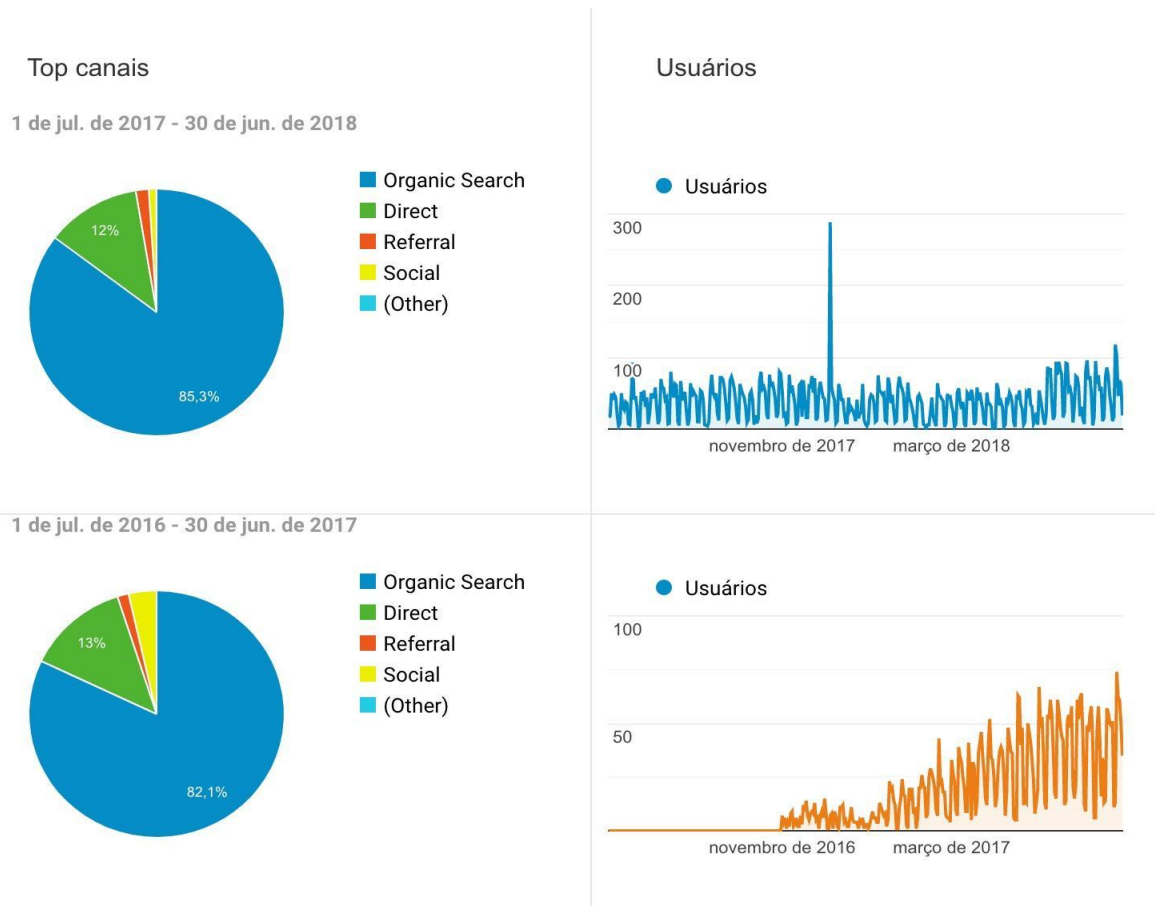 Top canais
1 de jul. de 2017 - 30 de jun. de 2018
12%
85,3%
Organic Search
Direct
Referral
Social
(Other)
Usuários
Usuários
300
200
100
novembro de 2017 março de 2018
1 de jul. de 2016 - 30 de jun. de 2017
13%
82,1%
Organic Search
Direct
Referral
Social
(Other)
Usuários
100
50
novembro de 2016 março de 2017